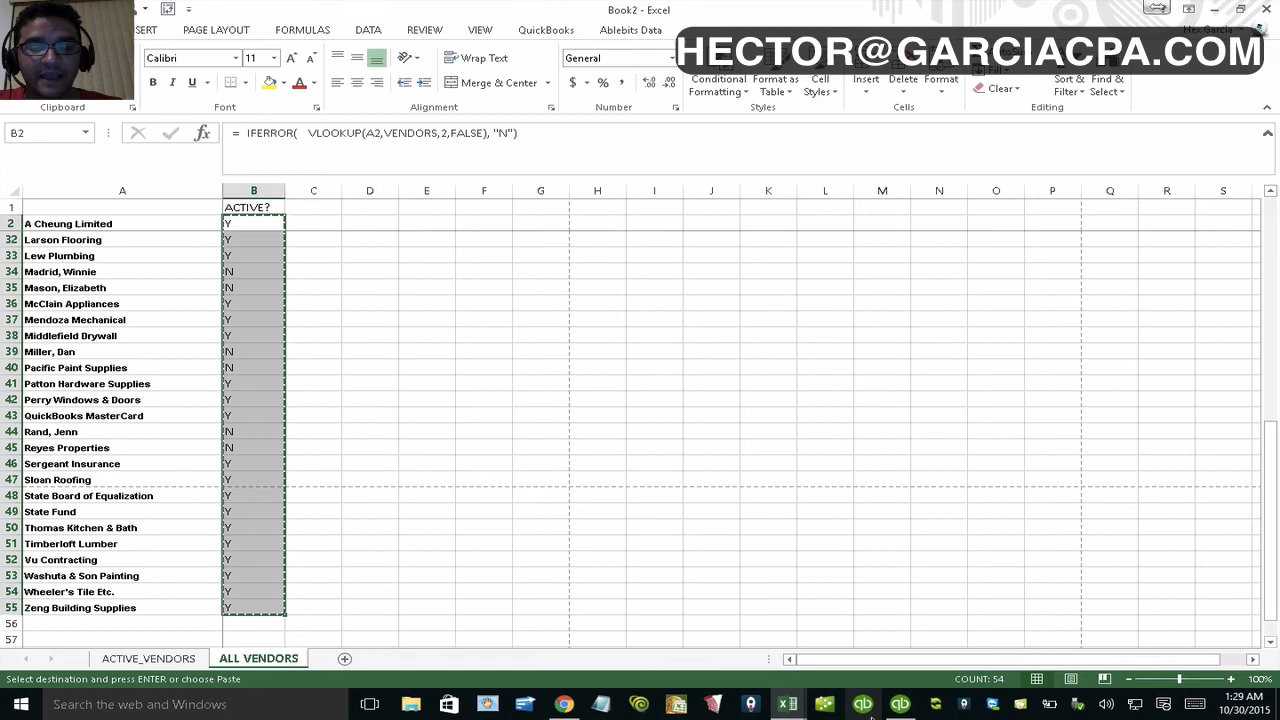 Book2 - Excel
SERT PAGE LAYOUT FORMULAS DATA REVIEW VIEW QuickBooks Ablebits Data
HECTOR@GARCIACPA.COM
Calibri 11 Wrap Text General
B I U Merge & Center $ % , Conditional Formatting Format as Table Cell Styles Insert Delete Format Clear Sort & Filter Find & Select
Clipboard Font Alignment Number Styles Cells Editing
B2 fx = IFERROR( VLOOKUP(A2,VENDORS,2,FALSE), "N")
A B C D E F G H I J K L M N O P Q R S
1 ACTIVE?
2 A Cheung Limited Y
32 Larson Flooring Y
33 Lew Plumbing Y
34 Madrid, Winnie N
35 Mason, Elizabeth N
36 McClain Appliances Y
37 Mendoza Mechanical Y
38 Middlefield Drywall Y
39 Miller, Dan N
40 Pacific Paint Supplies N
41 Patton Hardware Supplies Y
42 Perry Windows & Doors Y
43 QuickBooks MasterCard Y
44 Rand, Jenn N
45 Reyes Properties N
46 Sergeant Insurance Y
47 Sloan Roofing Y
48 State Board of Equalization Y
49 State Fund Y
50 Thomas Kitchen & Bath Y
51 Timberloft Lumber Y
52 Vu Contracting Y
53 Washuta & Son Painting Y
54 Wheeler's Tile Etc. Y
55 Zeng Building Supplies Y
56
57
ACTIVE_VENDORS ALL VENDORS
Select destination and press ENTER or choose Paste COUNT: 54 100%
Search the web and Windows 1:29 AM
10/30/2015